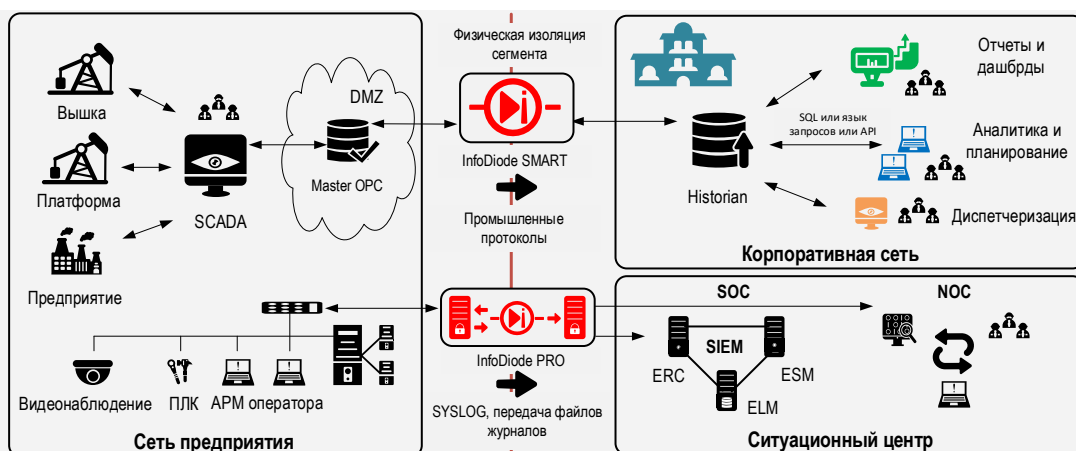 Вышка
Платформа
Предприятие
SCADA
DMZ
Master OPC
Видеонаблюдение
ПЛК
АРМ оператора
Сеть предприятия
Физическая изоляция
сегмента
InfoDiode SMART
Промышленные
протоколы
InfoDiode PRO
SYSLOG, передача файлов
журналов
Historian
SQL или язык
запросов или API
Отчеты и
дашбрды
Аналитика и
планирование
Диспетчеризация
Корпоративная сеть
SOC
NOC
SIEM
ERC
ESM
ELM
Ситуационный центр